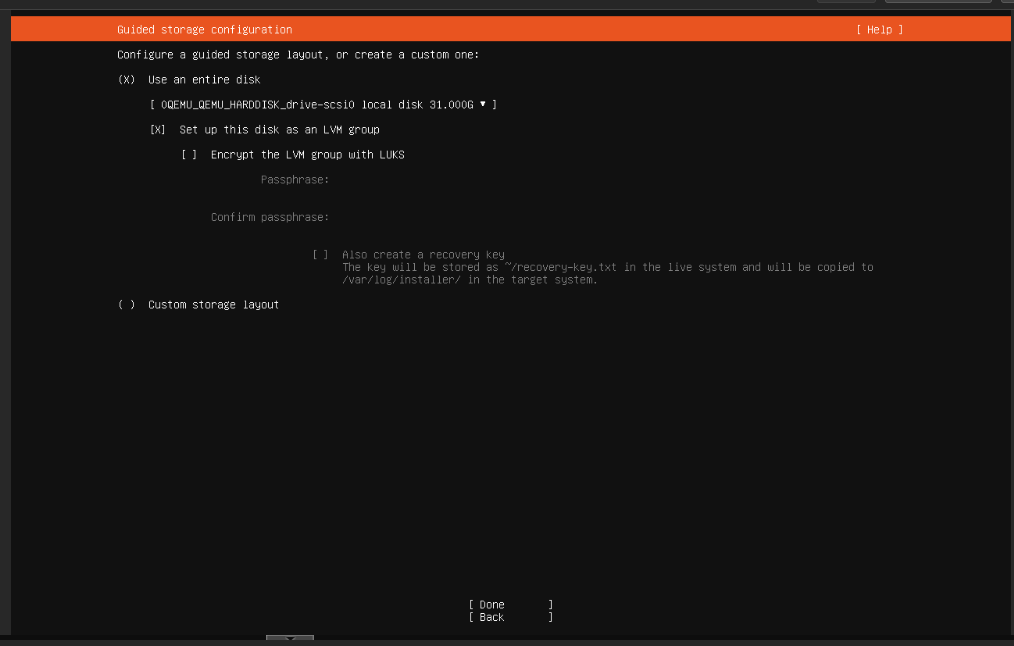 Guided storage configuration [ Help ]
Configure a guided storage layout, or create a custom one:
(X) Use an entire disk
[ 0QEMU_QEMU_HARDDISK_drive-scsi0 local disk 31.000G ▾ ]
[X] Set up this disk as an LVM group
[ ] Encrypt the LVM group with LUKS
Passphrase:
Confirm passphrase:
[ ] Also create a recovery key
The key will be stored as ~/recovery-key.txt in the live system and will be copied to
/var/log/installer/ in the target system.
( ) Custom storage layout
[ Done ]
[ Back ]